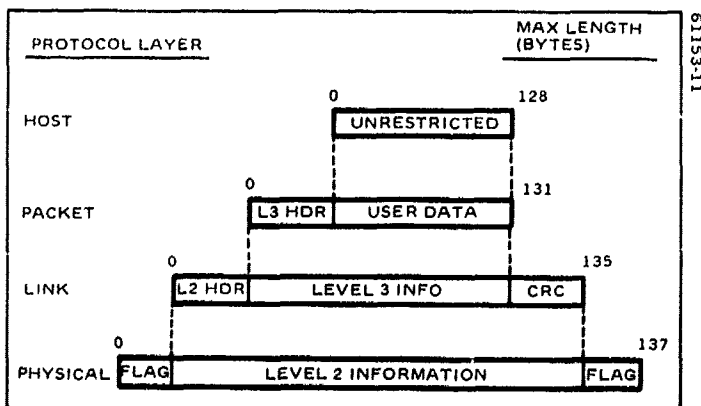 PROTOCOL LAYER
MAX LENGTH
(BYTES)
61153-11
0
128
HOST
UNRESTRICTED
0
131
PACKET
L3 HDR
USER DATA
0
135
LINK
L2 HDR
LEVEL 3 INFO
CRC
0
137
PHYSICAL
FLAG
LEVEL 2 INFORMATION
FLAG